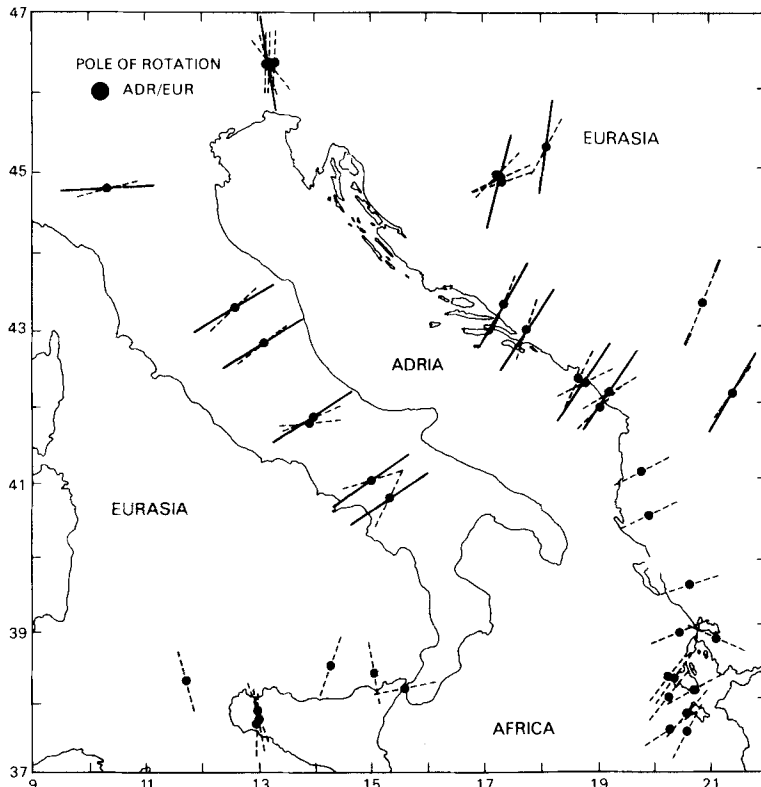 47
POLE OF ROTATION
ADR/EUR
EURASIA
45
43
ADRIA
41
EURASIA
39
AFRICA
37
9 11 13 15 17 19 21